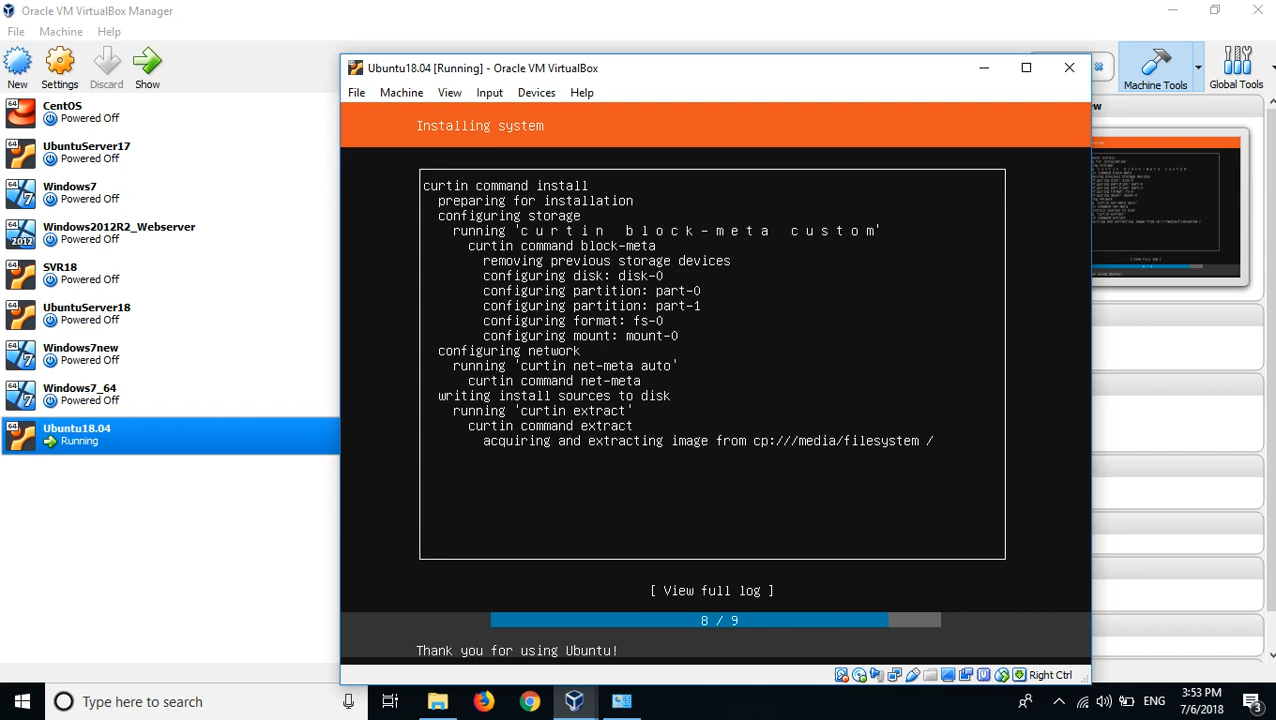 Oracle VM VirtualBox Manager
File Machine Help
New Settings Discard Show
Machine Tools Global Tools
CentOS
Powered Off
UbuntuServer17
Powered Off
Windows7
Powered Off
Windows2012R2_Webserver
Powered Off
SVR18
Powered Off
UbuntuServer18
Powered Off
Windows7new
Powered Off
Windows7_64
Powered Off
Ubuntu18.04
Running
Ubuntu18.04 [Running] - Oracle VM VirtualBox
File Machine View Input Devices Help
Installing system
curtin command install
preparing for installation
configuring storage
running 'c u r t i n   b l o c k - m e t a   c u s t o m'
curtin command block-meta
removing previous storage devices
configuring disk: disk-0
configuring partition: part-0
configuring partition: part-1
configuring format: fs-0
configuring mount: mount-0
configuring network
running 'curtin net-meta auto'
curtin command net-meta
writing install sources to disk
running 'curtin extract'
curtin command extract
acquiring and extracting image from cp:///media/filesystem /
[ View full log ]
8 / 9
Thank you for using Ubuntu!
Right Ctrl
Type here to search
ENG
3:53 PM
7/6/2018
3